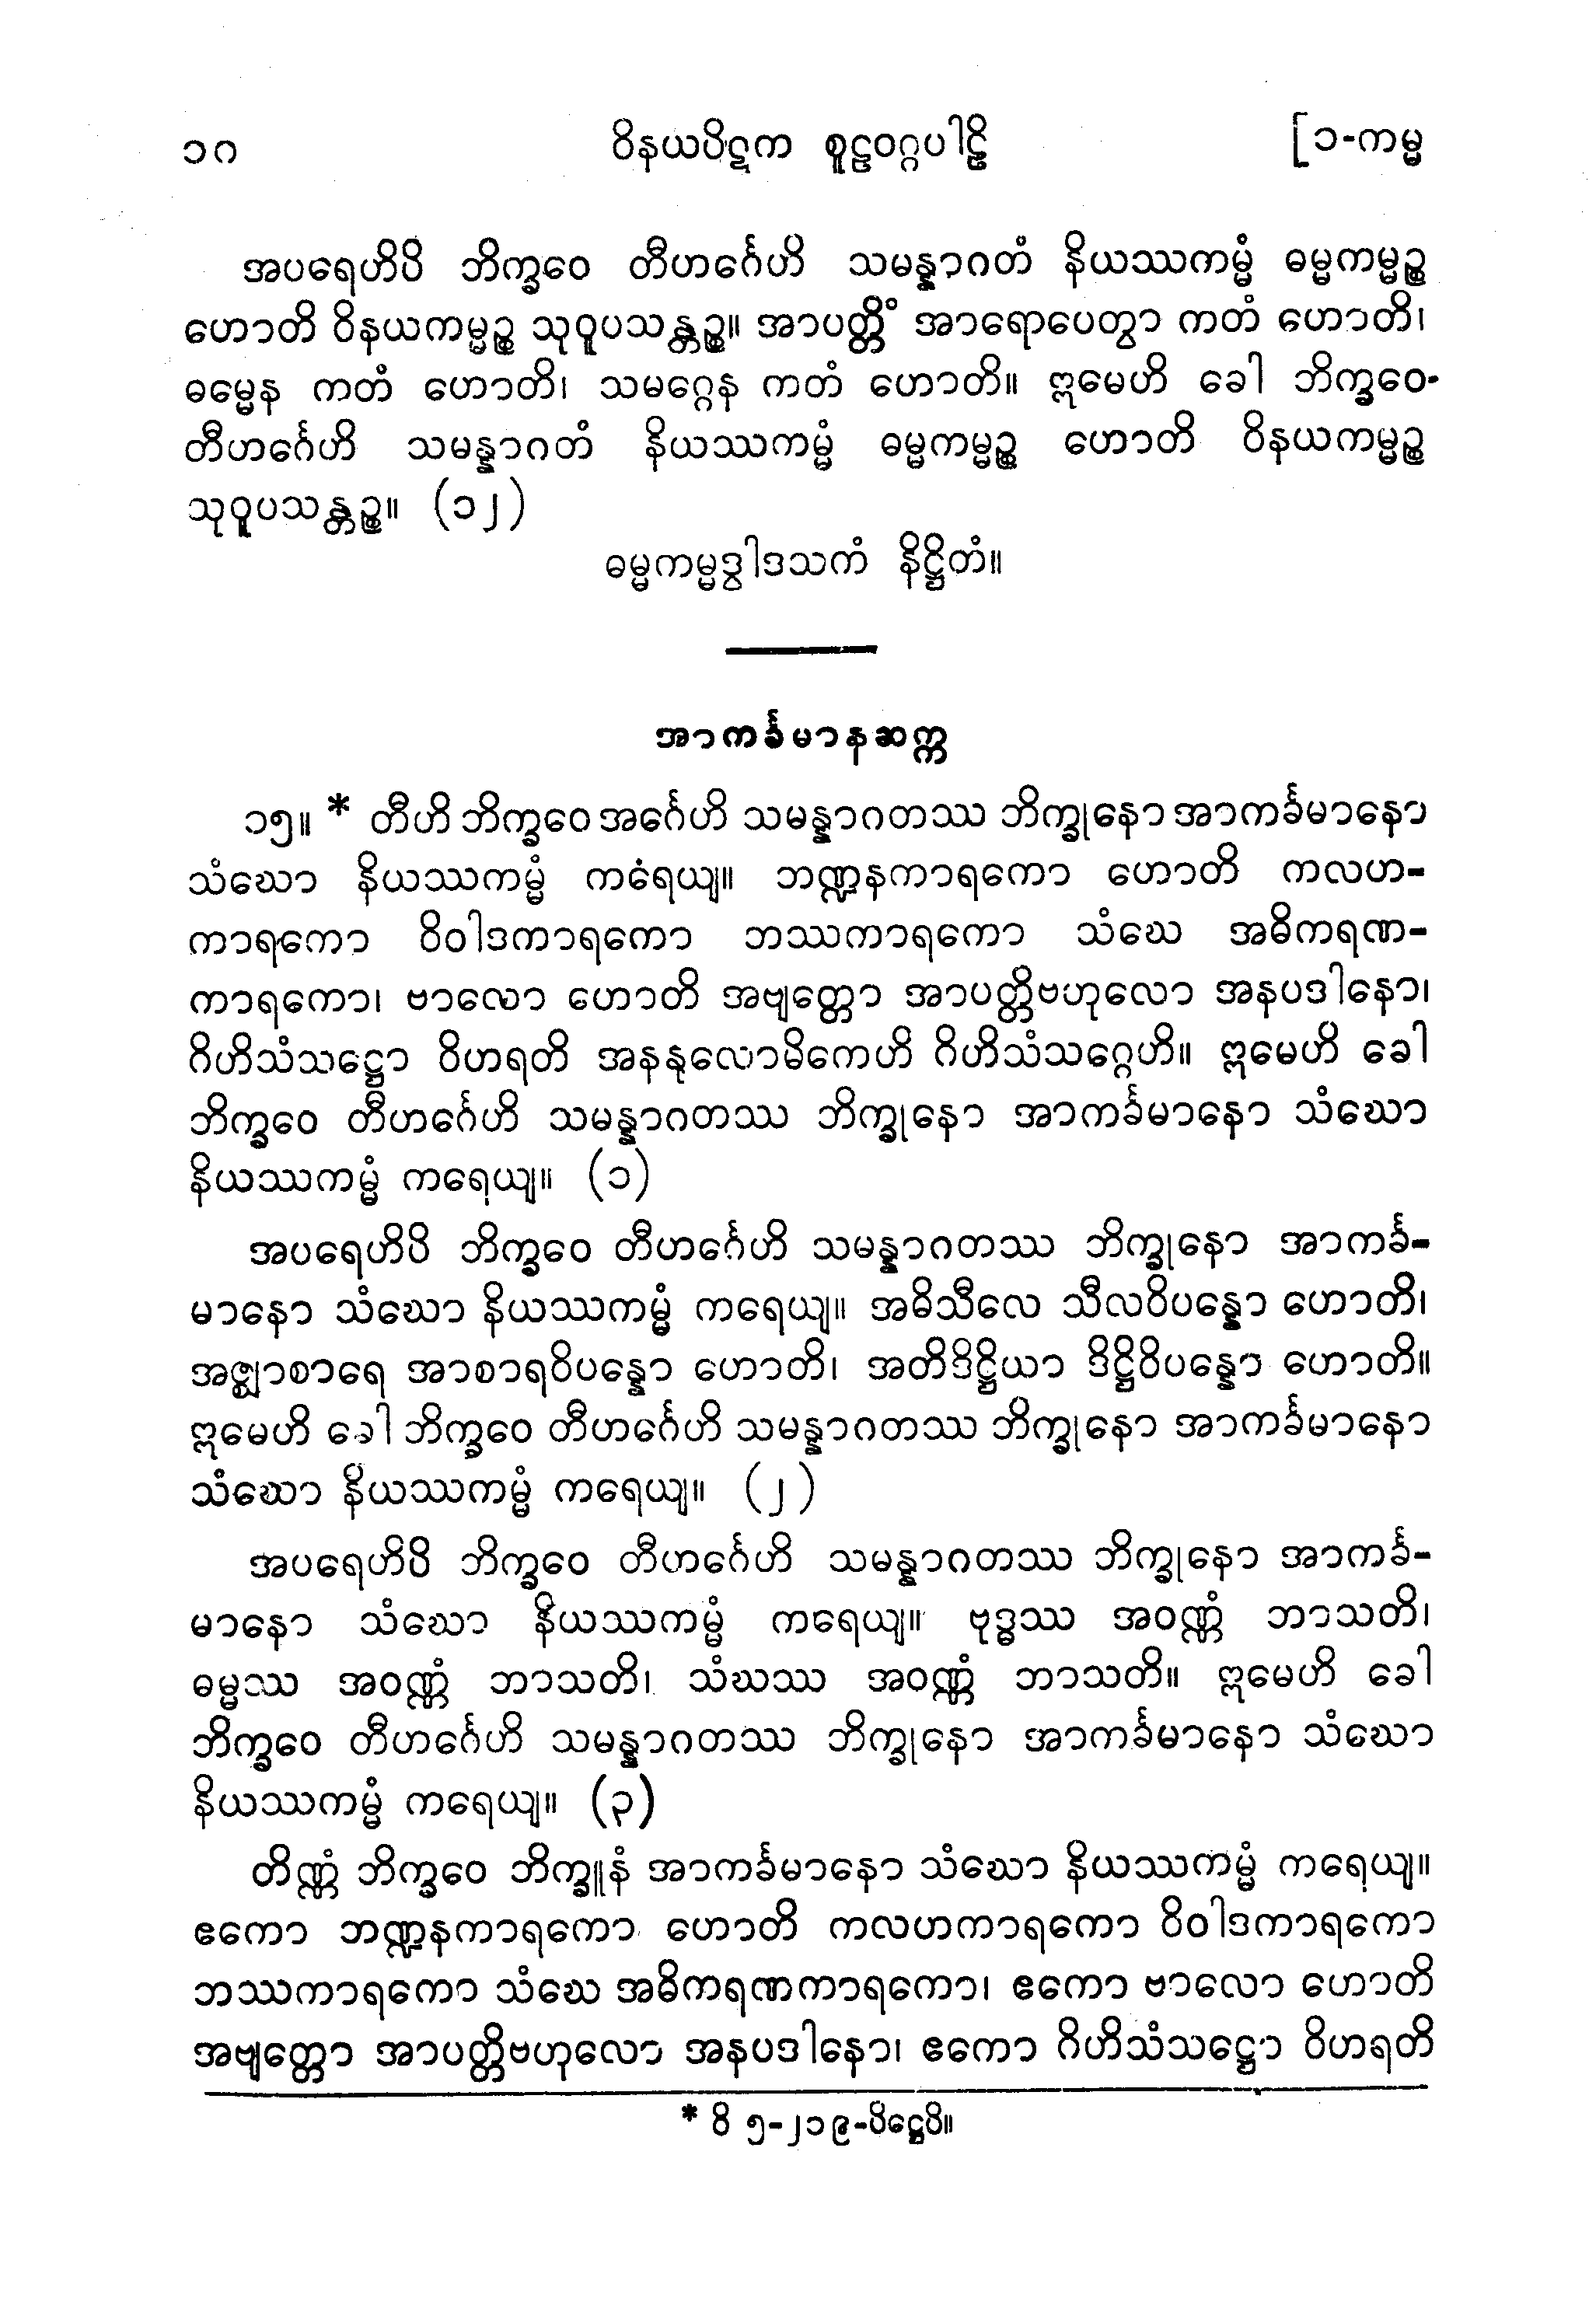 ၁၀ ဝိနယပိဋက စူဠဝဂ္ဂပါဠိ [၁-ကမ္မ
အပရေဟိပိ ဘိက္ခဝေ တီဟင်္ဂေဟိ သမန္နာဂတံ နိယဿကမ္မံ ဓမ္မကမ္မဉ္စ
ဟောတိ ဝိနယကမ္မဉ္စ သုဝူပသန္တဉ္စ။ အာပတ္တိံ အာရောပေတွာ ကတံ ဟောတိ၊
ဓမ္မေန ကတံ ဟောတိ၊ သမဂ္ဂေန ကတံ ဟောတိ။ ဣမေဟိ ခေါ ဘိက္ခဝေ-
တီဟင်္ဂေဟိ သမန္နာဂတံ နိယဿကမ္မံ ဓမ္မကမ္မဉ္စ ဟောတိ ဝိနယကမ္မဉ္စ
သုဝူပသန္တဉ္စ။ (၁၂)
ဓမ္မကမ္မဒွါဒသကံ နိဋ္ဌိတံ။
အာကင်္ခမာနဆက္က
၁၅။ * တီဟိ ဘိက္ခဝေ အင်္ဂေဟိ သမန္နာဂတဿ ဘိက္ခုနော အာကင်္ခမာနော
သံဃော နိယဿကမ္မံ ကရေယျ။ ဘဏ္ဍနကာရကော ဟောတိ ကလဟ-
ကာရကော ဝိဝါဒကာရကော ဘဿကာရကော သံဃေ အဓိကရဏ-
ကာရကော၊ ဗာလော ဟောတိ အဗျတ္တော အာပတ္တိဗဟုလော အနပဒါနော၊
ဂိဟိသံသဋ္ဌော ဝိဟရတိ အနနုလောမိကေဟိ ဂိဟိသံသဂ္ဂေဟိ။ ဣမေဟိ ခေါ
ဘိက္ခဝေ တီဟင်္ဂေဟိ သမန္နာဂတဿ ဘိက္ခုနော အာကင်္ခမာနော သံဃော
နိယဿကမ္မံ ကရေယျ။ (၁)
အပရေဟိပိ ဘိက္ခဝေ တီဟင်္ဂေဟိ သမန္နာဂတဿ ဘိက္ခုနော အာကင်္ခ-
မာနော သံဃော နိယဿကမ္မံ ကရေယျ။ အဓိသီလေ သီလဝိပန္နော ဟောတိ၊
အဇ္ဈာစာရေ အာစာရဝိပန္နော ဟောတိ၊ အတိဒိဋ္ဌိယာ ဒိဋ္ဌိဝိပန္နော ဟောတိ။
ဣမေဟိ ခေါ ဘိက္ခဝေ တီဟင်္ဂေဟိ သမန္နာဂတဿ ဘိက္ခုနော အာကင်္ခမာနော
သံဃော နိယဿကမ္မံ ကရေယျ။ (၂)
အပရေဟိပိ ဘိက္ခဝေ တီဟင်္ဂေဟိ သမန္နာဂတဿ ဘိက္ခုနော အာကင်္ခ-
မာနော သံဃော နိယဿကမ္မံ ကရေယျ။ ဗုဒ္ဓဿ အဝဏ္ဏံ ဘာသတိ၊
ဓမ္မဿ အဝဏ္ဏံ ဘာသတိ၊ သံဃဿ အဝဏ္ဏံ ဘာသတိ။ ဣမေဟိ ခေါ
ဘိက္ခဝေ တီဟင်္ဂေဟိ သမန္နာဂတဿ ဘိက္ခုနော အာကင်္ခမာနော သံဃော
နိယဿကမ္မံ ကရေယျ။ (၃)
တိဏ္ဏံ ဘိက္ခဝေ ဘိက္ခူနံ အာကင်္ခမာနော သံဃော နိယဿကမ္မံ ကရေယျ။
ဧကော ဘဏ္ဍနကာရကော ဟောတိ ကလဟကာရကော ဝိဝါဒကာရကော
ဘဿကာရကော သံဃေ အဓိကရဏကာရကော၊ ဧကော ဗာလော ဟောတိ
အဗျတ္တော အာပတ္တိဗဟုလော အနပဒါနော၊ ဧကော ဂိဟိသံသဋ္ဌော ဝိဟရတိ
* ဝိ ၅-၂၁၉-ပိဋ္ဌေပိ။